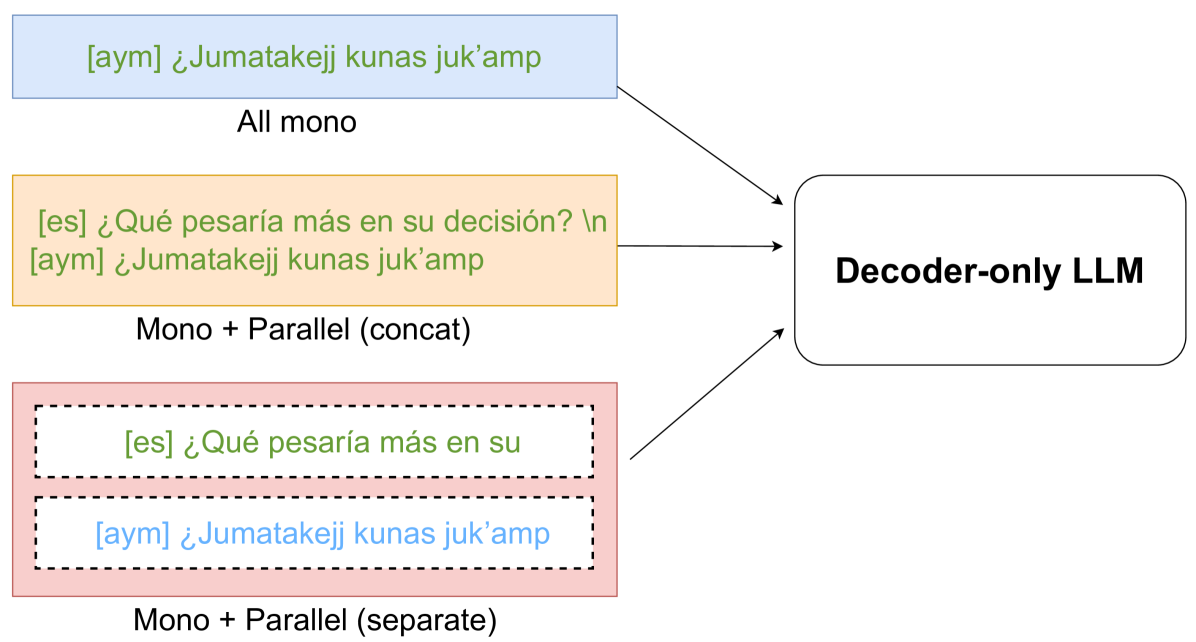 [aym] ¿Jumatakejj kunas juk’amp
All mono
[es] ¿Qué pesaría más en su decisión? \n
[aym] ¿Jumatakejj kunas juk’amp
Mono + Parallel (concat)
[es] ¿Qué pesaría más en su
[aym] ¿Jumatakejj kunas juk’amp
Mono + Parallel (separate)
Decoder-only LLM